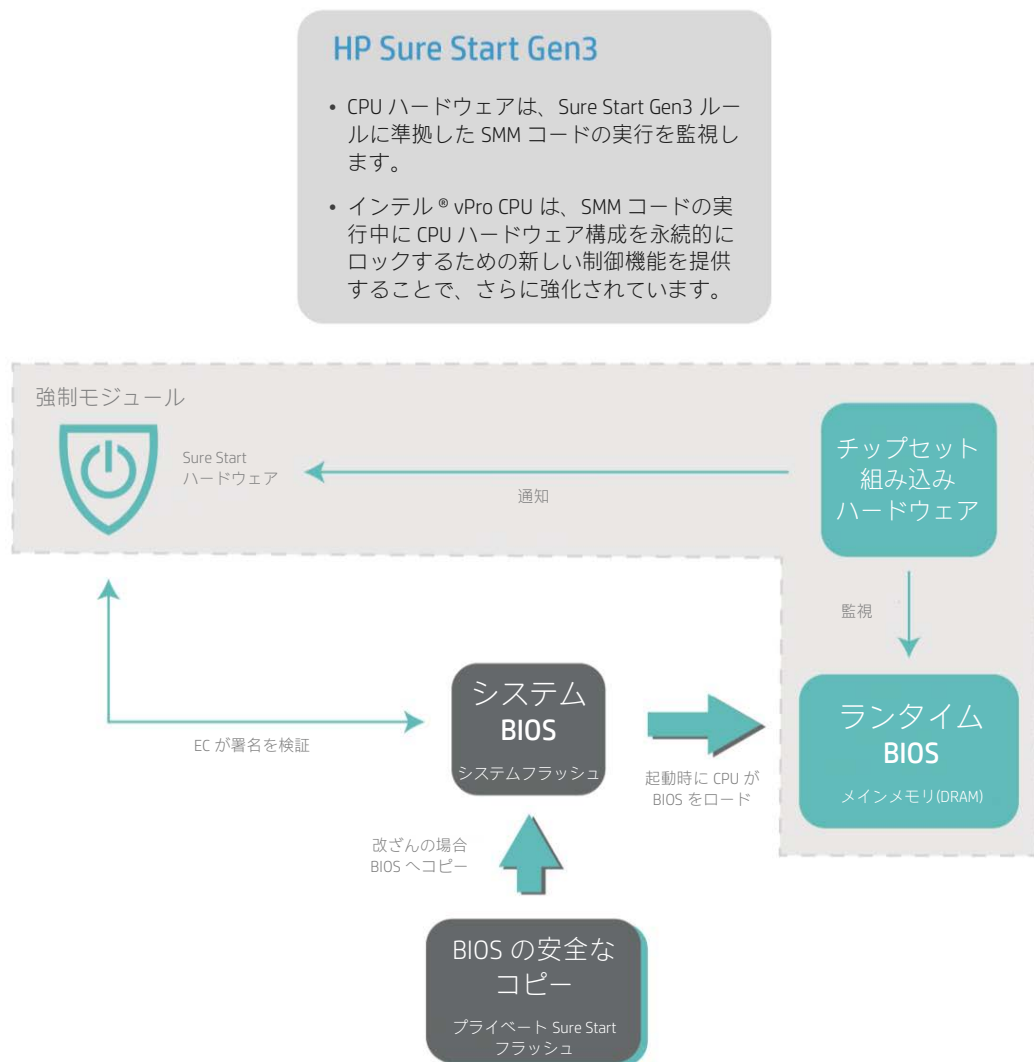 HP Sure Start Gen3
• CPU ハードウェアは、Sure Start Gen3 ルー
ルに準拠した SMM コードの実行を監視し
ます。
• インテル ® vPro CPU は、SMM コードの実
行中に CPU ハードウェア構成を永続的に
ロックするための新しい制御機能を提供
することで、さらに強化されています。
強制モジュール
Sure Start
ハードウェア
通知
チップセット
組み込み
ハードウェア
監視
EC が署名を検証
システム
BIOS
システムフラッシュ
起動時に CPU が
BIOS をロード
ランタイム
BIOS
メインメモリ(DRAM)
改ざんの場合
BIOS へコピー
BIOS の安全な
コピー
プライベート Sure Start
フラッシュ